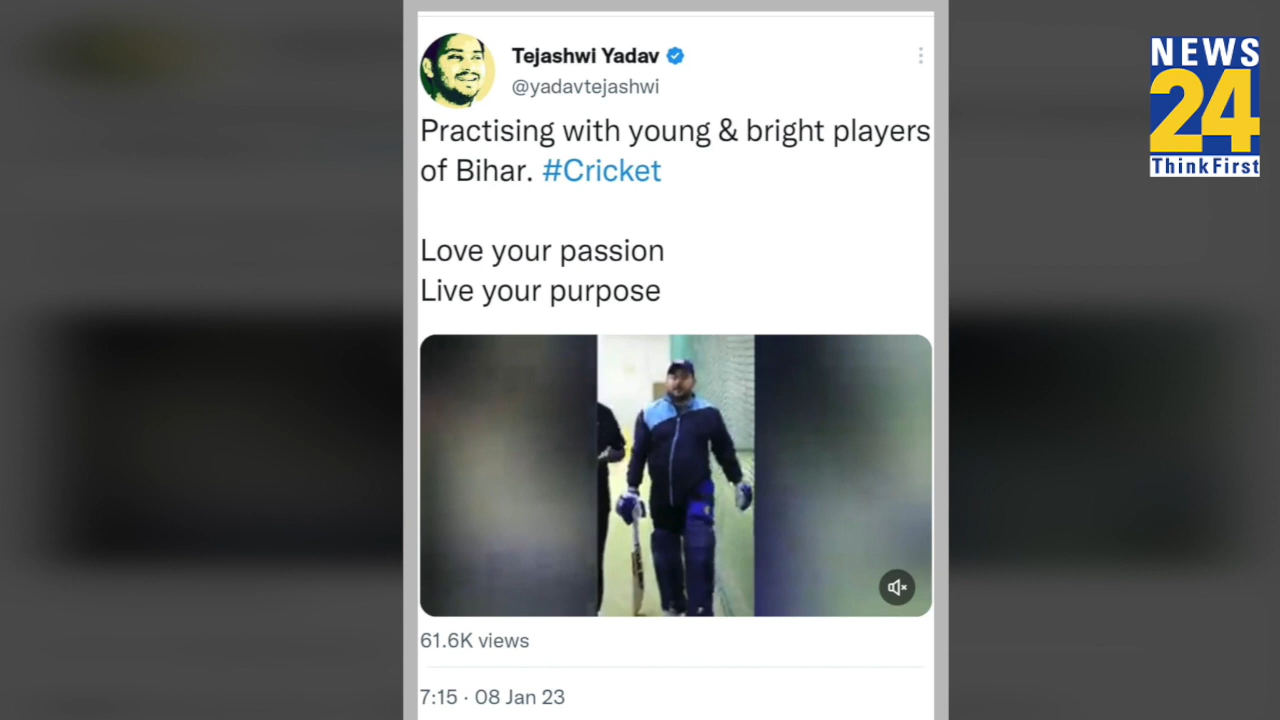 Tejashwi Yadav
@yadavtejashwi
Practising with young & bright players
of Bihar. #Cricket
Love your passion
Live your purpose
61.6K views
7:15 · 08 Jan 23
NEWS
24
ThinkFirst